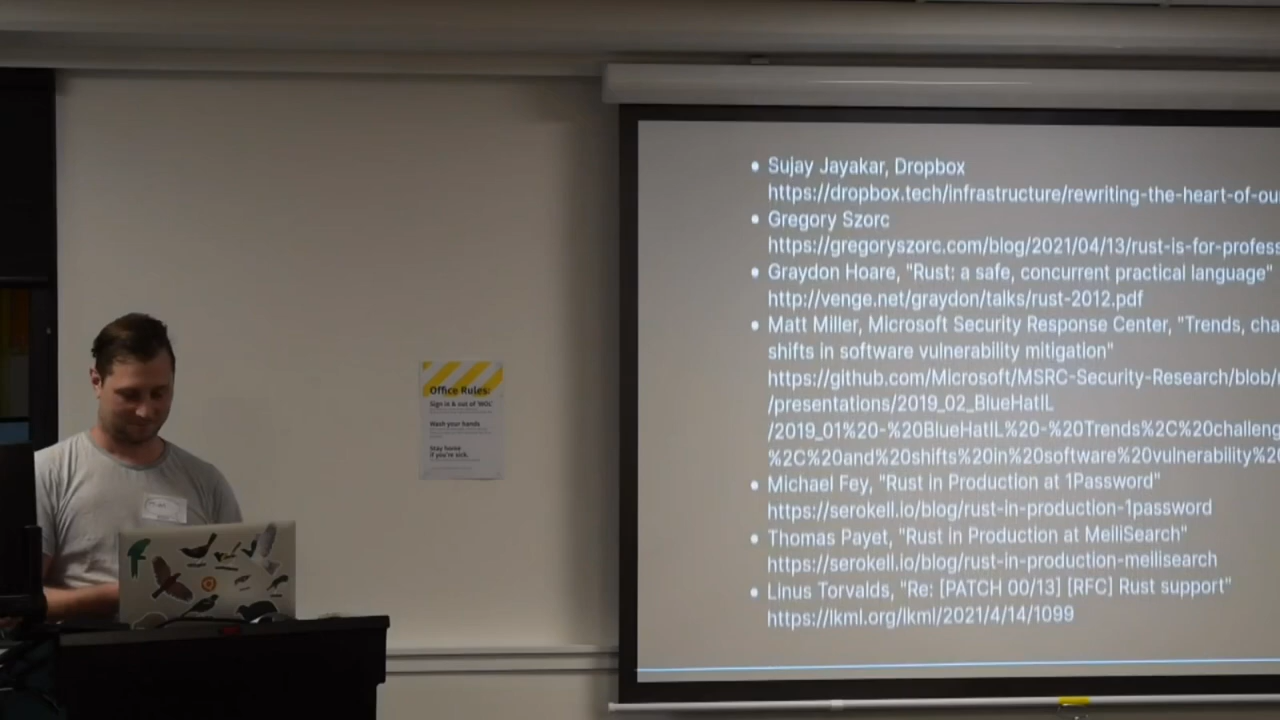 Sujay Jayakar, Dropbox
https://dropbox.tech/infrastructure/rewriting-the-heart-of-ou
Gregory Szorc
https://gregoryszorc.com/blog/2021/04/13/rust-is-for-profess
Graydon Hoare, "Rust: a safe, concurrent practical language"
http://venge.net/graydon/talks/rust-2012.pdf
Matt Miller, Microsoft Security Response Center, "Trends, cha
shifts in software vulnerability mitigation"
https://github.com/Microsoft/MSRC-Security-Research/blob/
/presentations/2019_02_BlueHatIL
/2019_01%20-%20BlueHatIL%20-%20Trends%2C%20challeng
%2C%20and%20shifts%20in%20software%20vulnerability%20
Michael Fey, "Rust in Production at 1Password"
https://serokell.io/blog/rust-in-production-1password
Thomas Payet, "Rust in Production at MeiliSearch"
https://serokell.io/blog/rust-in-production-meilisearch
Linus Torvalds, "Re: [PATCH 00/13] [RFC] Rust support"
https://lkml.org/lkml/2021/4/14/1099
Office Rules:
Sign in & out of
Wash your hands
Stay home
if you're sick.